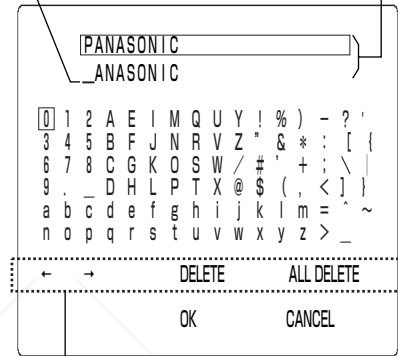 PANASONIC
_ANASONIC
0 1 2 A E I M Q U Y ! % ) - ? '
3 4 5 B F J N R V Z " & * : [ {
6 7 8 C G K O S W / # ' + ; \ |
9 . _ D H L P T X @ $ ( , < ] }
a b c d e f g h i j k l m = ^ ~
n o p q r s t u v w x y z > _
← → DELETE ALL DELETE
OK CANCEL